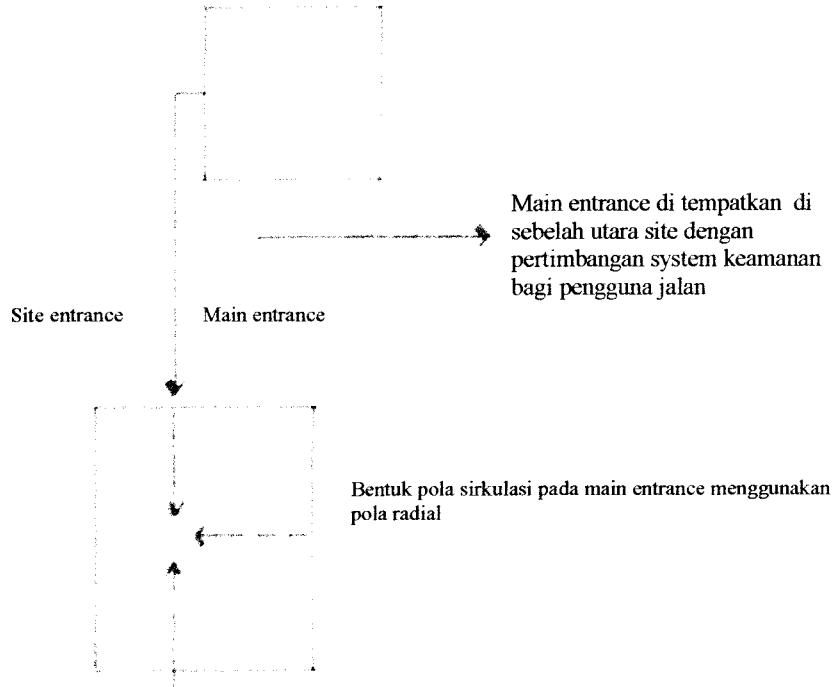 Main entrance di tempatkan di
sebelah utara site dengan
pertimbangan system keamanan
bagi pengguna jalan
Site entrance
Main entrance
Bentuk pola sirkulasi pada main entrance menggunakan
pola radial